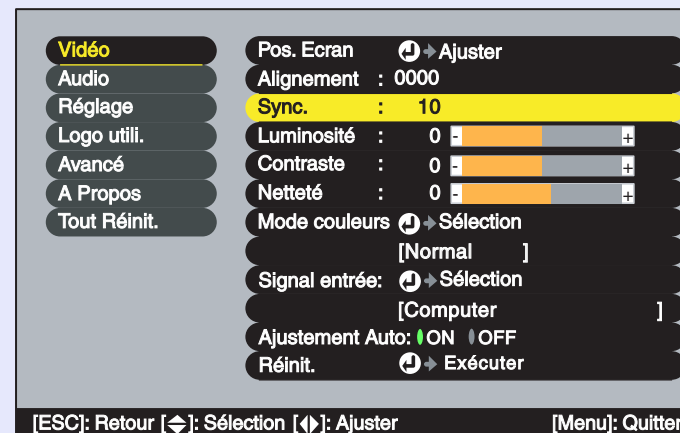 Vidéo
Audio
Réglage
Logo utili.
Avancé
A Propos
Tout Réinit.
Pos. Ecran Ajuster
Alignement : 0000
Sync. : 10
Luminosité : 0 - +
Contraste : 0 - +
Netteté : 0 - +
Mode couleurs Sélection
[Normal ]
Signal entrée: Sélection
[Computer ]
Ajustement Auto: ON OFF
Réinit. Exécuter
[ESC]: Retour []: Sélection []: Ajuster [Menu]: Quitter